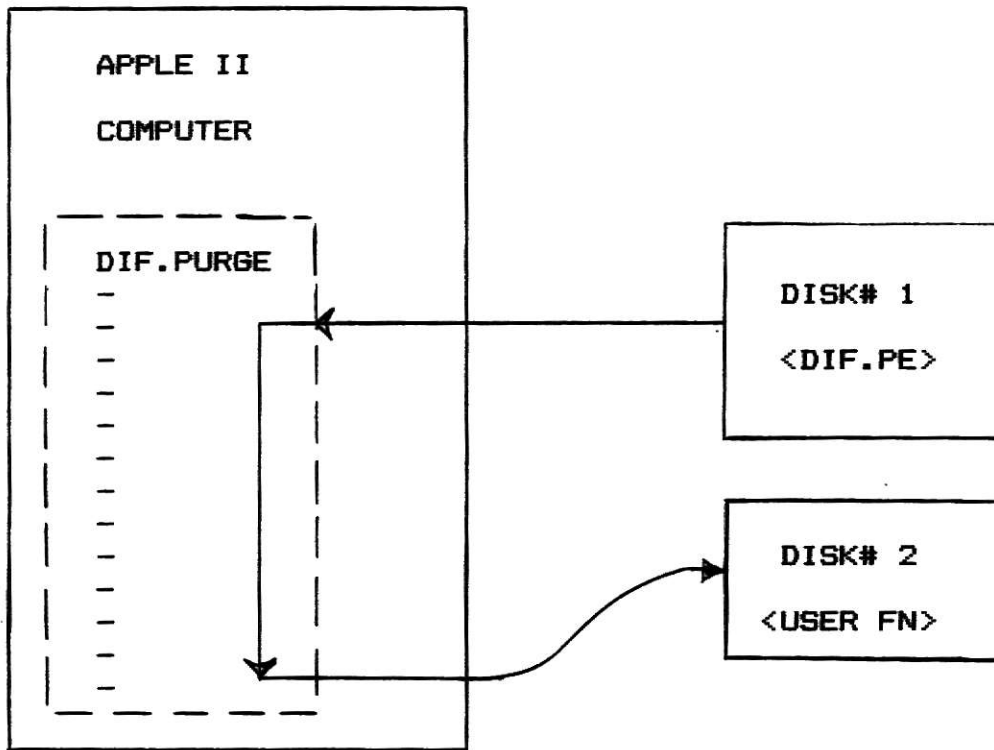 APPLE II
COMPUTER
DIF.PURGE
-
-
-
-
-
-
-
-
-
-
-
-
-
DISK# 1
<DIF.PE>
DISK# 2
<USER FN>